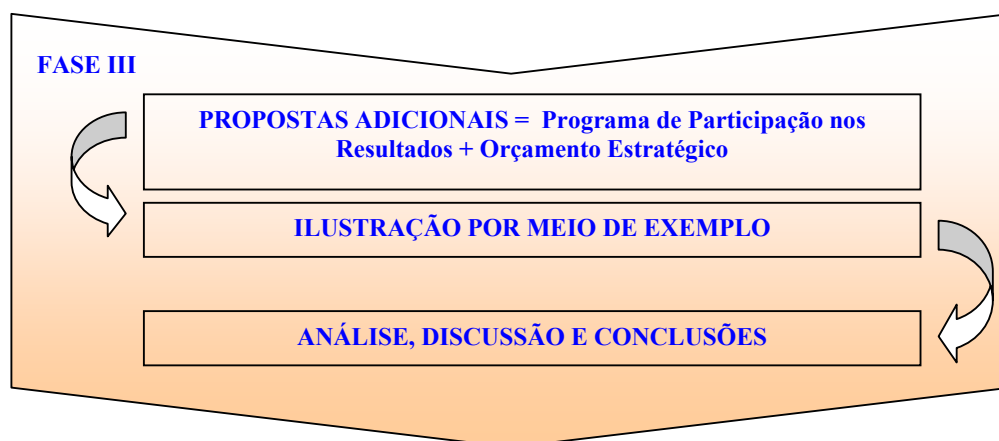 FASE III
PROPOSTAS ADICIONAIS = Programa de Participação nos
Resultados + Orçamento Estratégico
ILUSTRAÇÃO POR MEIO DE EXEMPLO
ANÁLISE, DISCUSSÃO E CONCLUSÕES